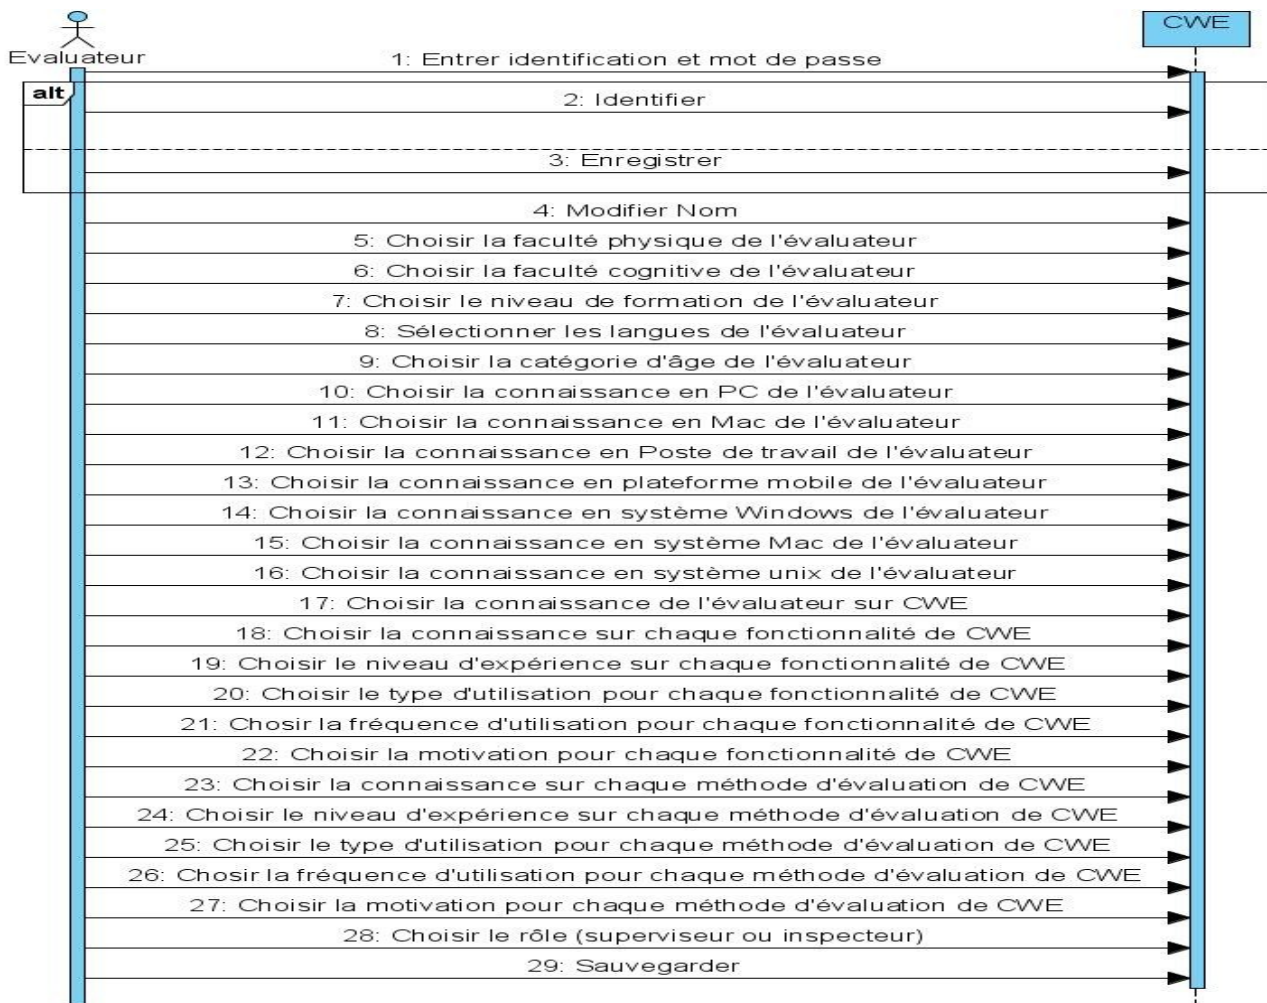 CWE
Evaluateur
1: Entrer identification et mot de passe
alt
2: Identifier
3: Enregistrer
4: Modifier Nom
5: Choisir la faculté physique de l'évaluateur
6: Choisir la faculté cognitive de l'évaluateur
7: Choisir le niveau de formation de l'évaluateur
8: Sélectionner les langues de l'évaluateur
9: Choisir la catégorie d'âge de l'évaluateur
10: Choisir la connaissance en PC de l'évaluateur
11: Choisir la connaissance en Mac de l'évaluateur
12: Choisir la connaissance en Poste de travail de l'évaluateur
13: Choisir la connaissance en plateforme mobile de l'évaluateur
14: Choisir la connaissance en système Windows de l'évaluateur
15: Choisir la connaissance en système Mac de l'évaluateur
16: Choisir la connaissance en système unix de l'évaluateur
17: Choisir la connaissance de l'évaluateur sur CWE
18: Choisir la connaissance sur chaque fonctionnalité de CWE
19: Choisir le niveau d'expérience sur chaque fonctionnalité de CWE
20: Choisir le type d'utilisation pour chaque fonctionnalité de CWE
21: Chosir la fréquence d'utilisation pour chaque fonctionnalité de CWE
22: Choisir la motivation pour chaque fonctionnalité de CWE
23: Choisir la connaissance sur chaque méthode d'évaluation de CWE
24: Choisir le niveau d'expérience sur chaque méthode d'évaluation de CWE
25: Choisir le type d'utilisation pour chaque méthode d'évaluation de CWE
26: Chosir la fréquence d'utilisation pour chaque méthode d'évaluation de CWE
27: Choisir la motivation pour chaque méthode d'évaluation de CWE
28: Choisir le rôle (superviseur ou inspecteur)
29: Sauvegarder